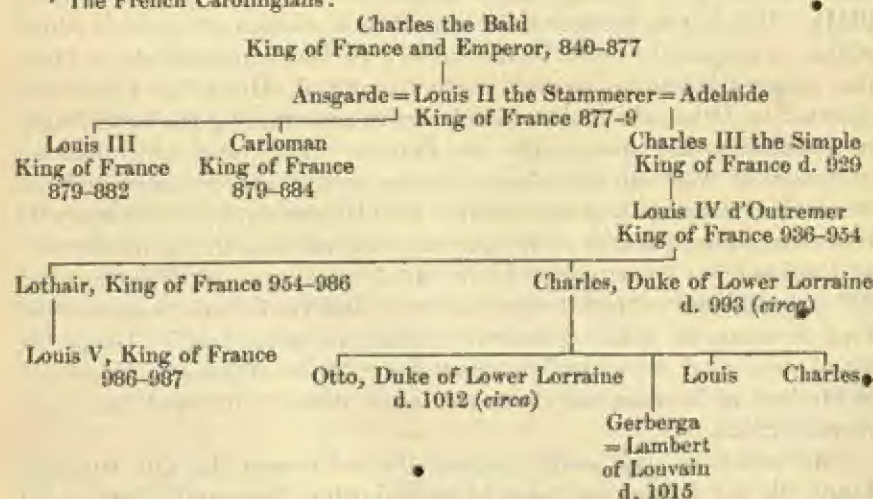 The French Carolingians.
Charles the Bald
King of France and Emperor, 840–877
Ansgarde = Louis II the Stammerer = Adelaide
King of France 877–9
Louis III
King of France
879–882
Carloman
King of France
879–884
Charles III the Simple
King of France d. 929
Louis IV d'Outremer
King of France 936–954
Lothair, King of France 954–986
Charles, Duke of Lower Lorraine
d. 993 (circa)
Louis V, King of France
986–987
Otto, Duke of Lower Lorraine
d. 1012 (circa)
Gerberga
= Lambert
of Louvain
d. 1015
Louis
Charles